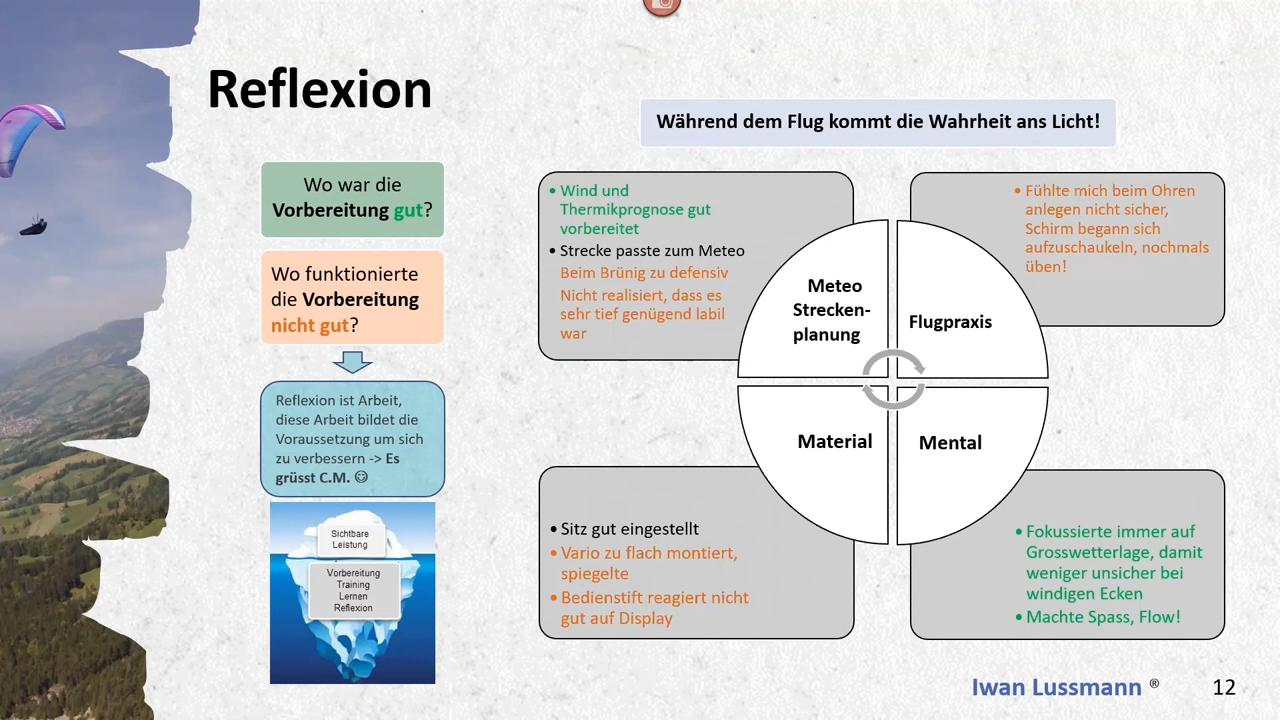 Reflexion
Während dem Flug kommt die Wahrheit ans Licht!
Wo war die
Vorbereitung gut?
Wo funktionierte
die Vorbereitung
nicht gut?
Reflexion ist Arbeit,
diese Arbeit bildet die
Voraussetzung um sich
zu verbessern -> Es
grüsst C.M. ☺
Sichtbare
Leistung
Vorbereitung
Training
Lernen
Reflexion
• Wind und
Thermikprognose gut
vorbereitet
• Strecke passte zum Meteo
Beim Brünig zu defensiv
Nicht realisiert, dass es
sehr tief genügend labil
war
• Fühlte mich beim Ohren
anlegen nicht sicher,
Schirm begann sich
aufzuschaukeln, nochmals
üben!
Meteo
Strecken-
planung
Flugpraxis
Material
Mental
• Sitz gut eingestellt
• Vario zu flach montiert,
spiegelte
• Bedienstift reagiert nicht
gut auf Display
• Fokussierte immer auf
Grosswetterlage, damit
weniger unsicher bei
windigen Ecken
• Machte Spass, Flow!
Iwan Lussmann ®
12